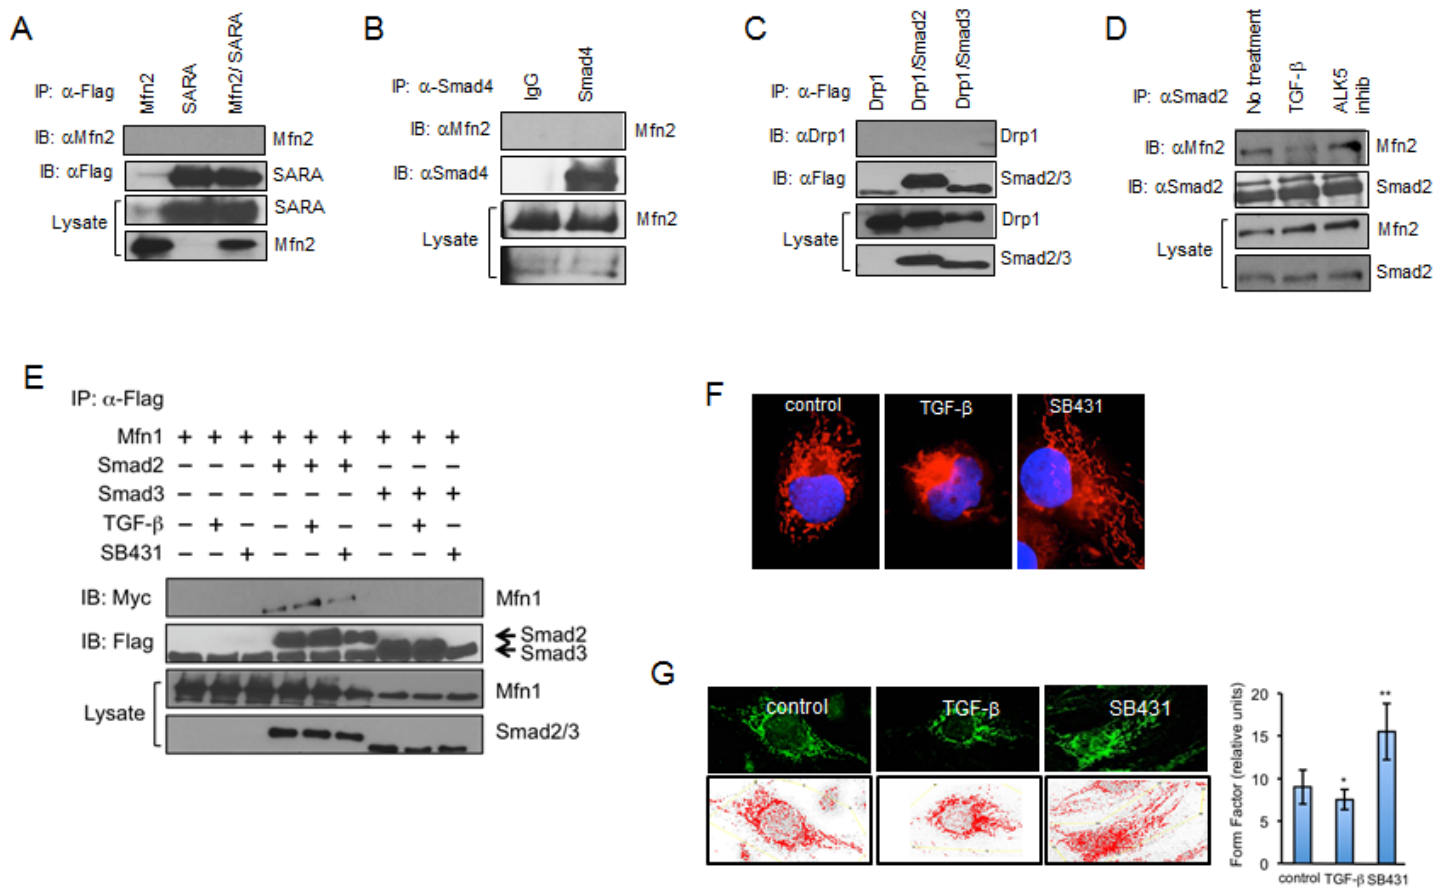 A
IP: α-Flag
Mfn2
SARA
Mfn2/ SARA
IB: αMfn2
Mfn2
IB: αFlag
SARA
Lysate
SARA
Mfn2
B
IP: α-Smad4
IgG
Smad4
IB: αMfn2
Mfn2
IB: αSmad4
Lysate
Mfn2
C
IP: α-Flag
Drp1
Drp1/Smad2
Drp1/Smad3
IB: αDrp1
Drp1
IB: αFlag
Smad2/3
Lysate
Drp1
Smad2/3
D
IP: αSmad2
No treatment
TGF-β
ALK5
inhib
IB: αMfn2
Mfn2
IB: αSmad2
Smad2
Lysate
Mfn2
Smad2
E
IP: α-Flag
Mfn1 + + + + + + + + +
Smad2 – – – + + + – – –
Smad3 – – – – – – + + +
TGF-β – + – – + – – + –
SB431 – – + – – + – – +
IB: Myc
Mfn1
IB: Flag
Smad2
Smad3
Lysate
Mfn1
Smad2/3
F
control
TGF-β
SB431
G
control
TGF-β
SB431
Form Factor (relative units)
20
15
10
5
0
*
**
control TGF-β SB431